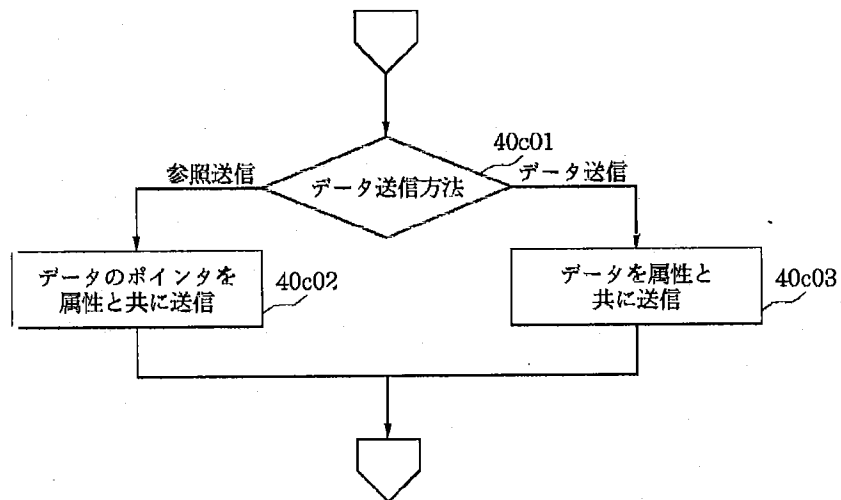 40c01
参照送信
データ送信方法
データ送信
データのポインタを
属性と共に送信
40c02
データを属性と
共に送信
40c03